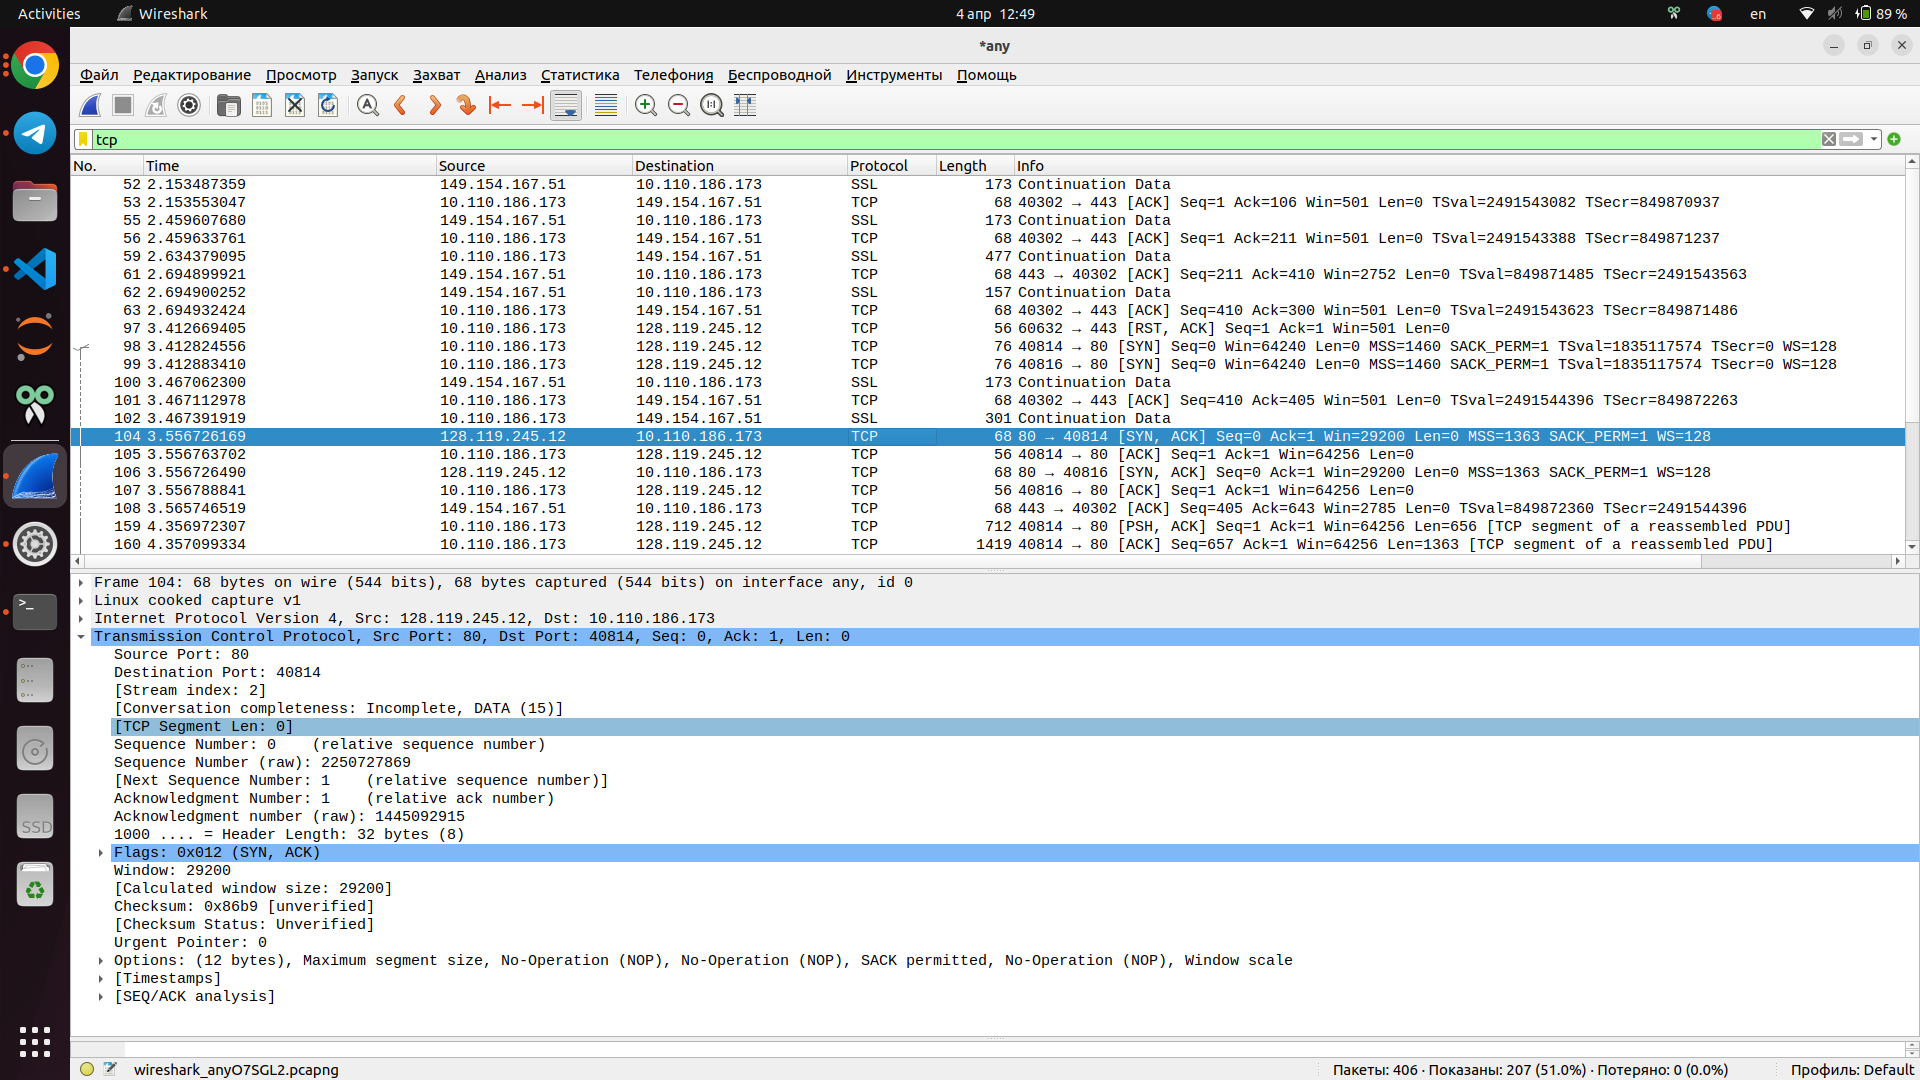 Activities
Wireshark
4 апр 12:49
en
89 %
*any
Файл Редактирование Просмотр Запуск Захват Анализ Статистика Телефония Беспроводной Инструменты Помощь
tcp
No. Time Source Destination Protocol Length Info
52 2.153487359 149.154.167.51 10.110.186.173 SSL 173 Continuation Data
53 2.153553047 10.110.186.173 149.154.167.51 TCP 68 40302 → 443 [ACK] Seq=1 Ack=106 Win=501 Len=0 TSval=2491543082 TSecr=849870937
55 2.459607680 149.154.167.51 10.110.186.173 SSL 173 Continuation Data
56 2.459633761 10.110.186.173 149.154.167.51 TCP 68 40302 → 443 [ACK] Seq=1 Ack=211 Win=501 Len=0 TSval=2491543388 TSecr=849871237
59 2.634379095 10.110.186.173 149.154.167.51 SSL 477 Continuation Data
61 2.694899921 149.154.167.51 10.110.186.173 TCP 68 443 → 40302 [ACK] Seq=211 Ack=410 Win=2752 Len=0 TSval=849871485 TSecr=2491543563
62 2.694900252 149.154.167.51 10.110.186.173 SSL 157 Continuation Data
63 2.694932424 10.110.186.173 149.154.167.51 TCP 68 40302 → 443 [ACK] Seq=410 Ack=300 Win=501 Len=0 TSval=2491543623 TSecr=849871486
97 3.412669405 10.110.186.173 128.119.245.12 TCP 56 60632 → 443 [RST, ACK] Seq=1 Ack=1 Win=501 Len=0
98 3.412824556 10.110.186.173 128.119.245.12 TCP 76 40814 → 80 [SYN] Seq=0 Win=64240 Len=0 MSS=1460 SACK_PERM=1 TSval=1835117574 TSecr=0 WS=128
99 3.412883410 10.110.186.173 128.119.245.12 TCP 76 40816 → 80 [SYN] Seq=0 Win=64240 Len=0 MSS=1460 SACK_PERM=1 TSval=1835117574 TSecr=0 WS=128
100 3.467062300 149.154.167.51 10.110.186.173 SSL 173 Continuation Data
101 3.467112978 10.110.186.173 149.154.167.51 TCP 68 40302 → 443 [ACK] Seq=410 Ack=405 Win=501 Len=0 TSval=2491544396 TSecr=849872263
102 3.467391919 10.110.186.173 149.154.167.51 SSL 301 Continuation Data
104 3.556726169 128.119.245.12 10.110.186.173 TCP 68 80 → 40814 [SYN, ACK] Seq=0 Ack=1 Win=29200 Len=0 MSS=1363 SACK_PERM=1 WS=128
105 3.556763702 10.110.186.173 128.119.245.12 TCP 56 40814 → 80 [ACK] Seq=1 Ack=1 Win=64256 Len=0
106 3.556726490 128.119.245.12 10.110.186.173 TCP 68 80 → 40816 [SYN, ACK] Seq=0 Ack=1 Win=29200 Len=0 MSS=1363 SACK_PERM=1 WS=128
107 3.556788841 10.110.186.173 128.119.245.12 TCP 56 40816 → 80 [ACK] Seq=1 Ack=1 Win=64256 Len=0
108 3.565746519 149.154.167.51 10.110.186.173 TCP 68 443 → 40302 [ACK] Seq=405 Ack=643 Win=2785 Len=0 TSval=849872360 TSecr=2491544396
159 4.356972307 10.110.186.173 128.119.245.12 TCP 712 40814 → 80 [PSH, ACK] Seq=1 Ack=1 Win=64256 Len=656 [TCP segment of a reassembled PDU]
160 4.357099334 10.110.186.173 128.119.245.12 TCP 1419 40814 → 80 [ACK] Seq=657 Ack=1 Win=64256 Len=1363 [TCP segment of a reassembled PDU]
Frame 104: 68 bytes on wire (544 bits), 68 bytes captured (544 bits) on interface any, id 0
Linux cooked capture v1
Internet Protocol Version 4, Src: 128.119.245.12, Dst: 10.110.186.173
Transmission Control Protocol, Src Port: 80, Dst Port: 40814, Seq: 0, Ack: 1, Len: 0
Source Port: 80
Destination Port: 40814
[Stream index: 2]
[Conversation completeness: Incomplete, DATA (15)]
[TCP Segment Len: 0]
Sequence Number: 0 (relative sequence number)
Sequence Number (raw): 2250727869
[Next Sequence Number: 1 (relative sequence number)]
Acknowledgment Number: 1 (relative ack number)
Acknowledgment number (raw): 1445092915
1000 .... = Header Length: 32 bytes (8)
Flags: 0x012 (SYN, ACK)
Window: 29200
[Calculated window size: 29200]
Checksum: 0x86b9 [unverified]
[Checksum Status: Unverified]
Urgent Pointer: 0
Options: (12 bytes), Maximum segment size, No-Operation (NOP), No-Operation (NOP), SACK permitted, No-Operation (NOP), Window scale
[Timestamps]
[SEQ/ACK analysis]
SSD
wireshark_anyO7SGL2.pcapng
Пакеты: 406 · Показаны: 207 (51.0%) · Потеряно: 0 (0.0%)
Профиль: Default